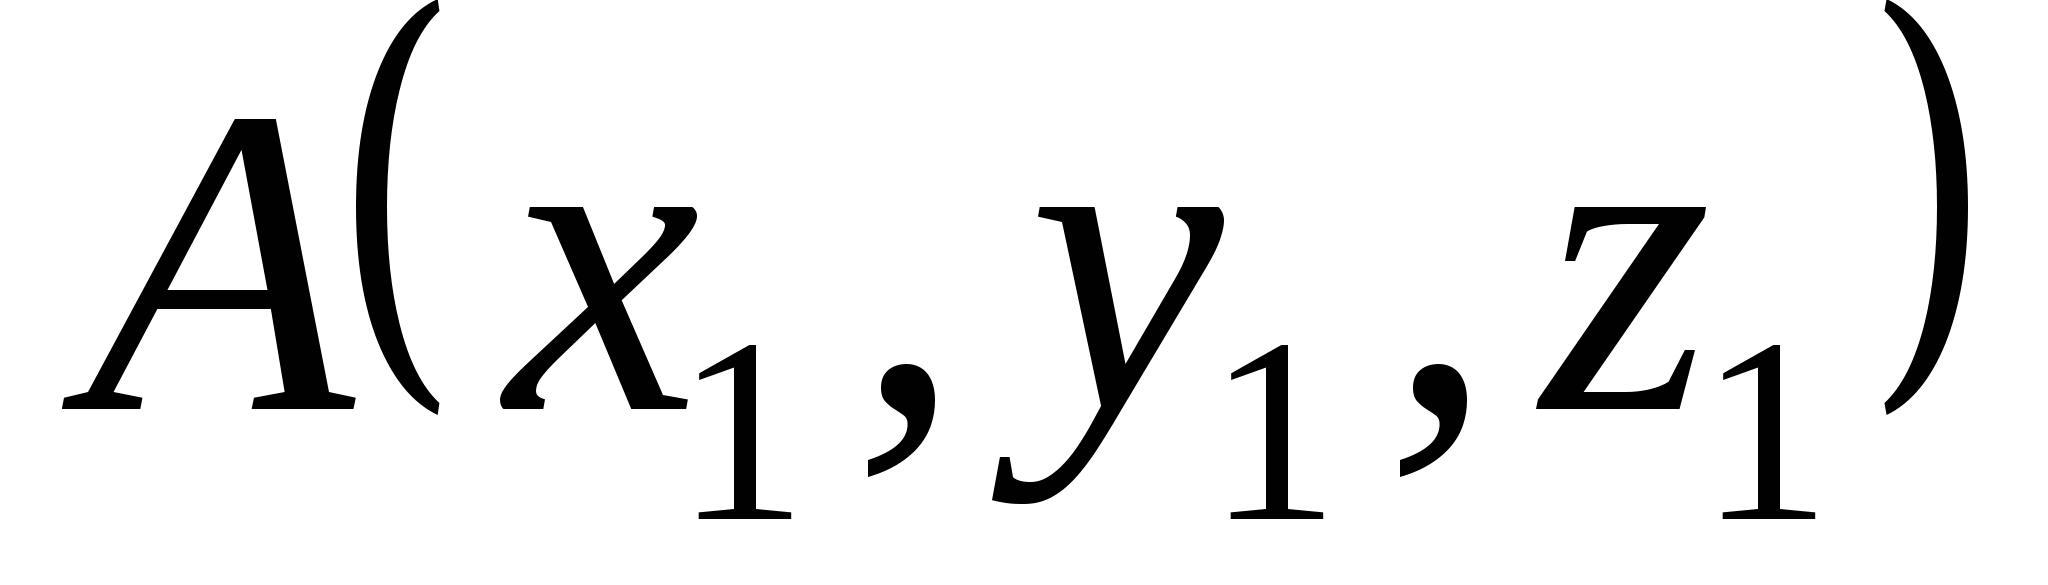 A(x₁, y₁, z₁)